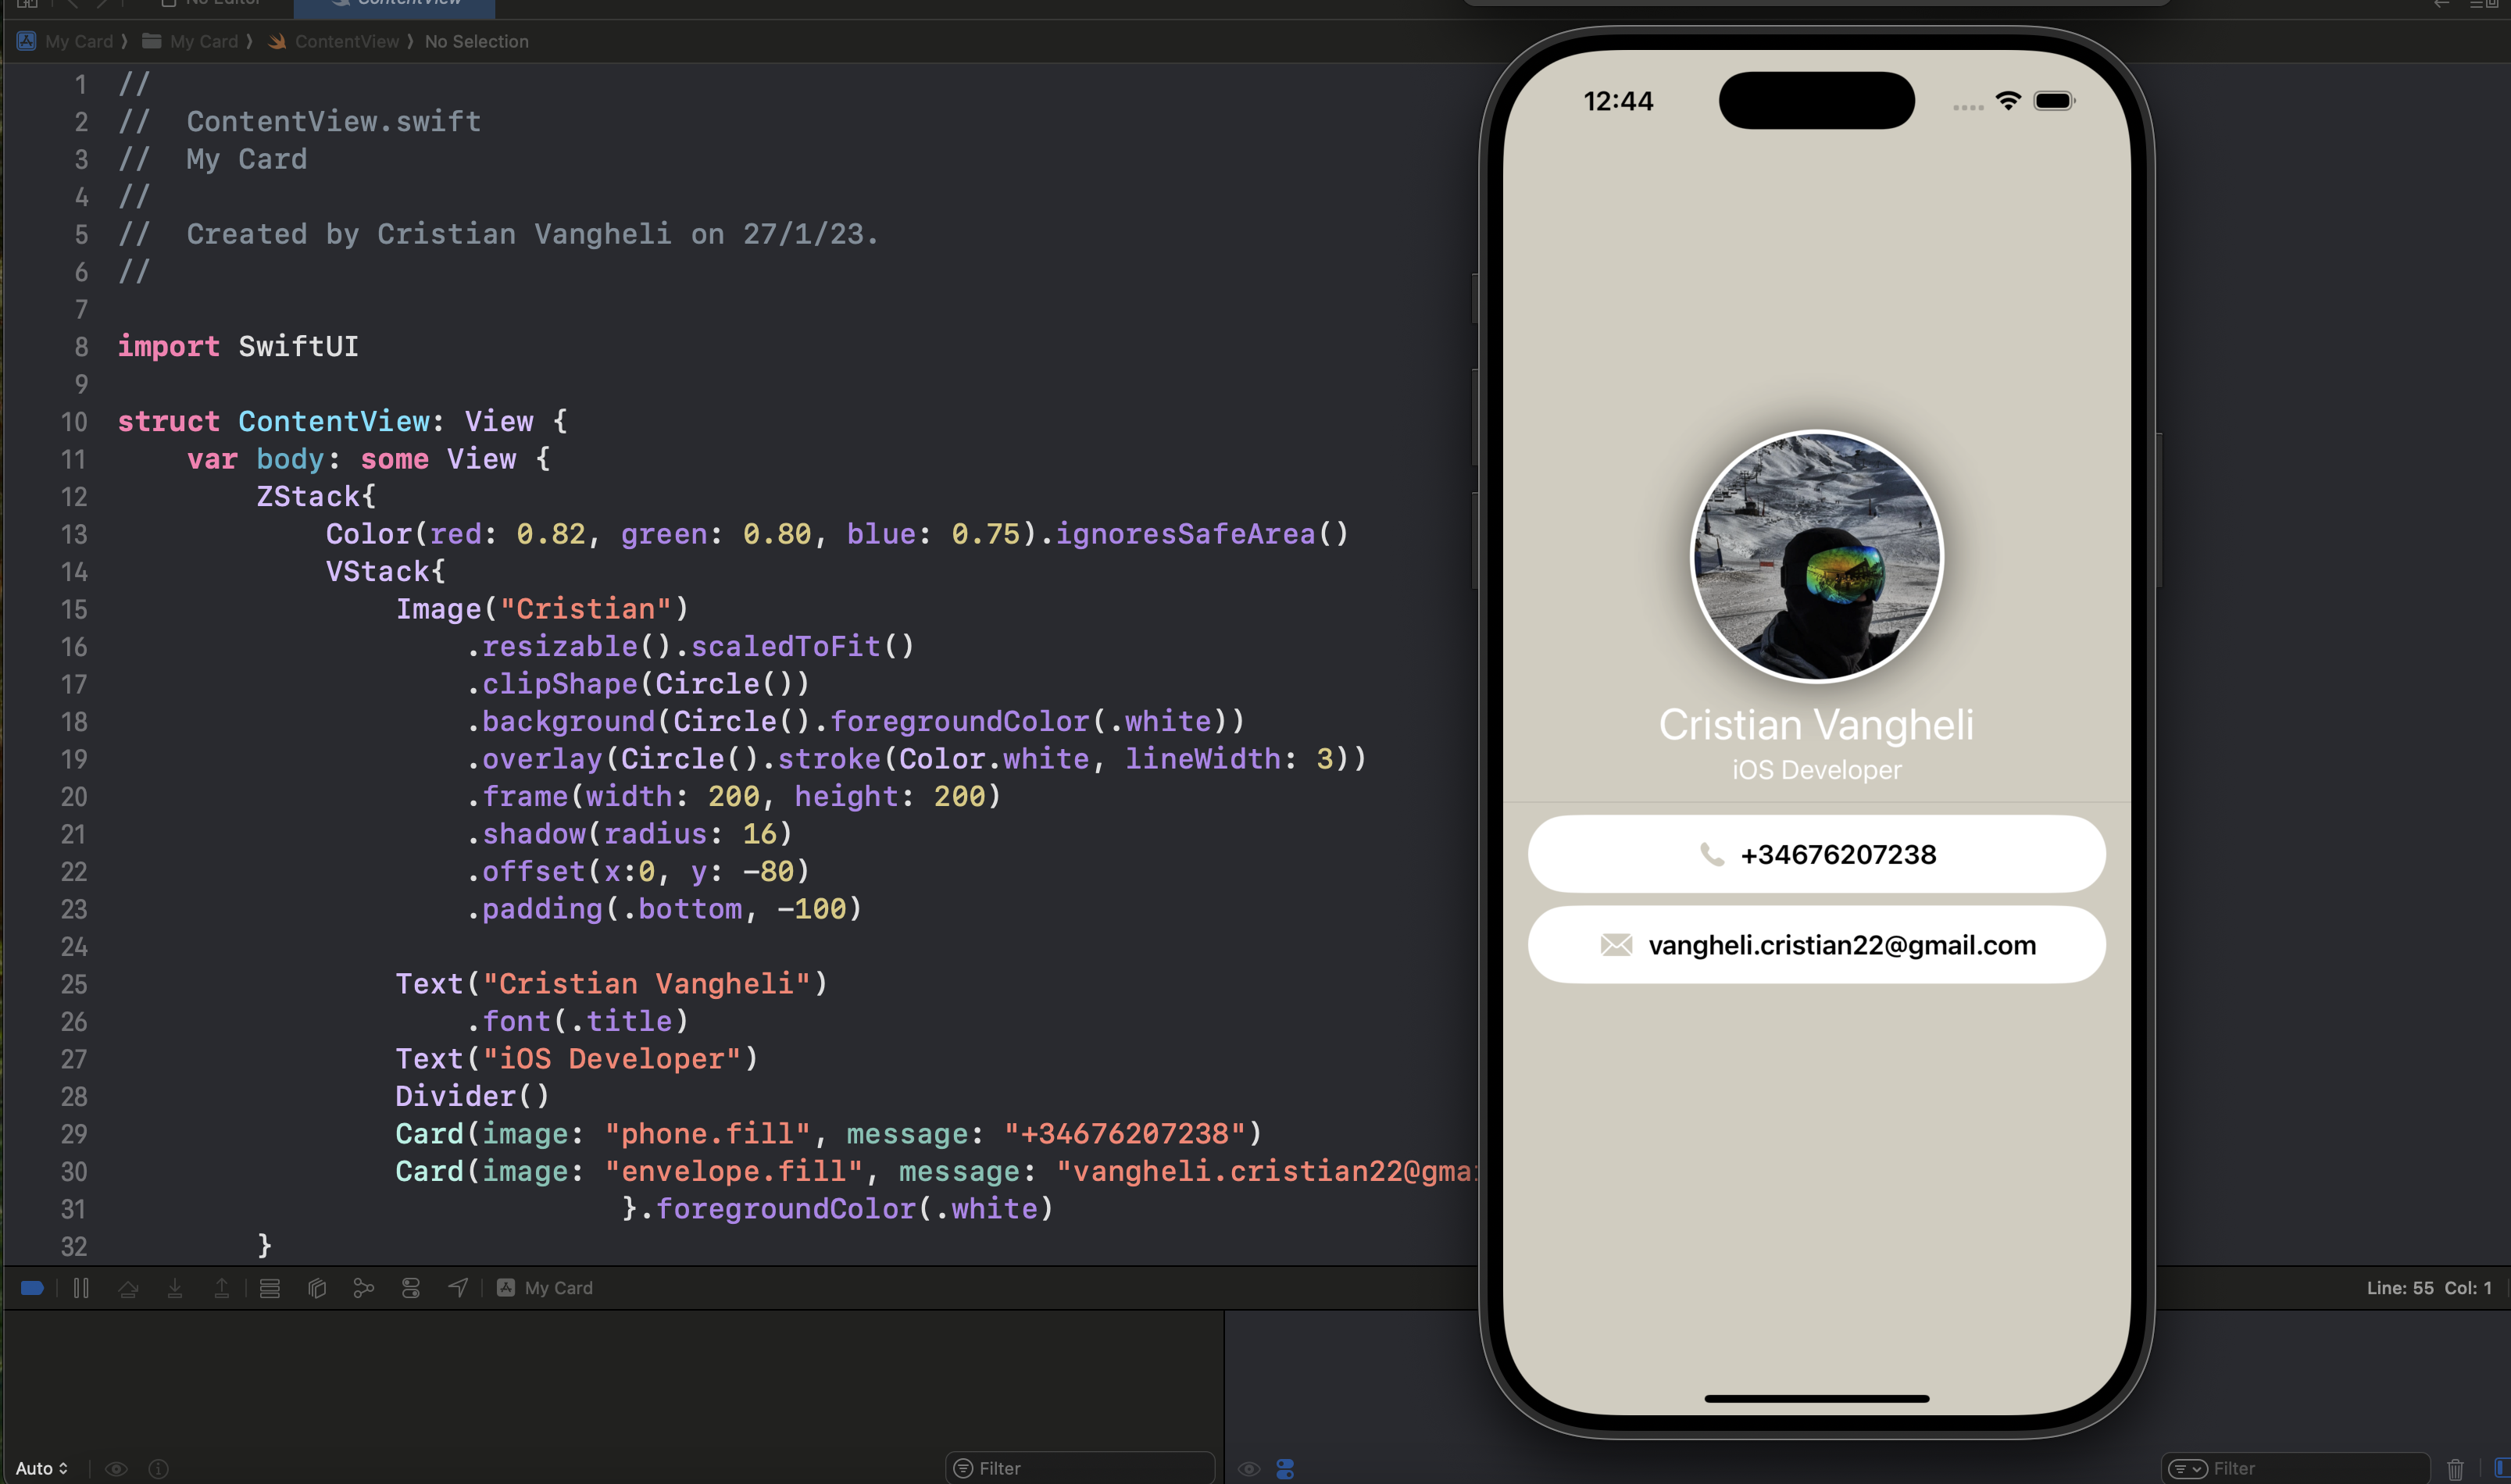 No Editor
ContentView
My Card
My Card
ContentView
No Selection
1 //
2 //  ContentView.swift
3 //  My Card
4 //
5 //  Created by Cristian Vangheli on 27/1/23.
6 //
7
8 import SwiftUI
9
10 struct ContentView: View {
11     var body: some View {
12         ZStack{
13             Color(red: 0.82, green: 0.80, blue: 0.75).ignoresSafeArea()
14             VStack{
15                 Image("Cristian")
16                     .resizable().scaledToFit()
17                     .clipShape(Circle())
18                     .background(Circle().foregroundColor(.white))
19                     .overlay(Circle().stroke(Color.white, lineWidth: 3))
20                     .frame(width: 200, height: 200)
21                     .shadow(radius: 16)
22                     .offset(x:0, y: -80)
23                     .padding(.bottom, -100)
24
25                 Text("Cristian Vangheli")
26                     .font(.title)
27                 Text("iOS Developer")
28                 Divider()
29                 Card(image: "phone.fill", message: "+34676207238")
30                 Card(image: "envelope.fill", message: "vangheli.cristian22@gma
31                              }.foregroundColor(.white)
32         }
12:44
Cristian Vangheli
iOS Developer
+34676207238
vangheli.cristian22@gmail.com
My Card
Line: 55 Col: 1
Auto
Filter
Filter